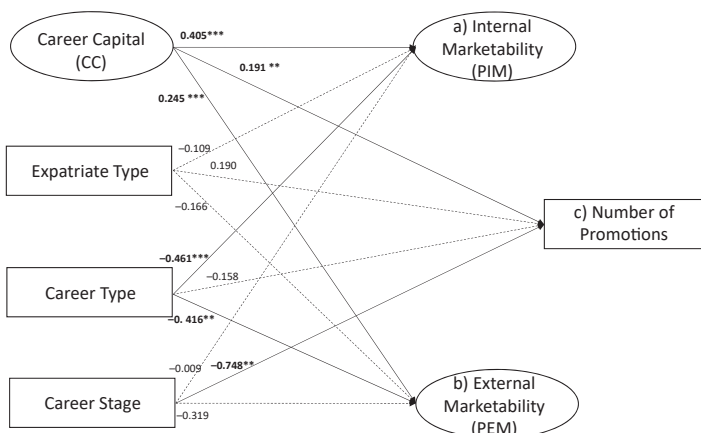 Career Capital
(CC)
0.405***
a) Internal
Marketability
(PIM)
0.191 **
0.245 ***
−0.109
0.190
Expatriate Type
−0.166
c) Number of
Promotions
−0.461***
−0.158
Career Type
−0. 416**
−0.009
−0.748**
Career Stage
−0.319
b) External
Marketability
(PEM)